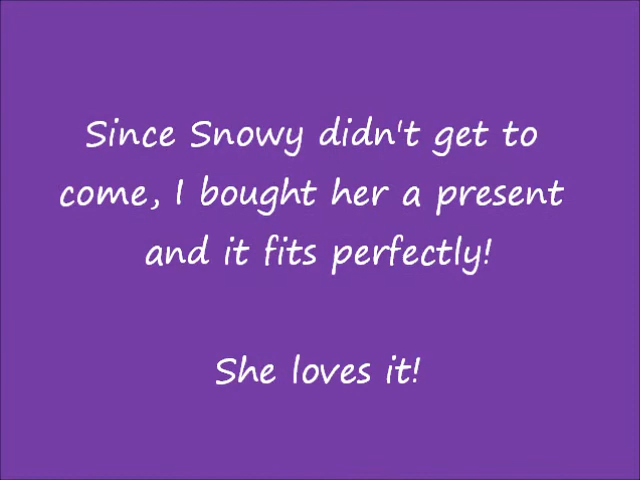 Since Snowy didn't get to
come, I bought her a present
and it fits perfectly!
She loves it!